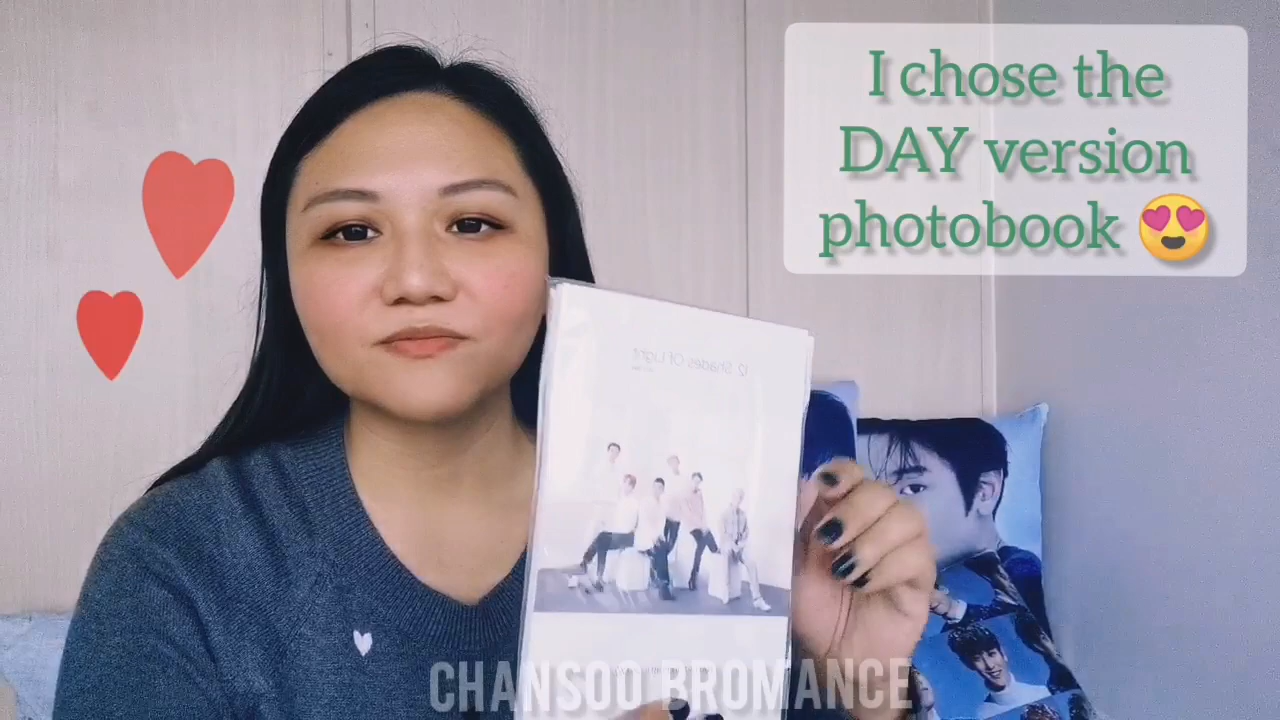 I chose the
DAY version
photobook 😍
12 Shades Of Light
CHANSOO BROMANCE